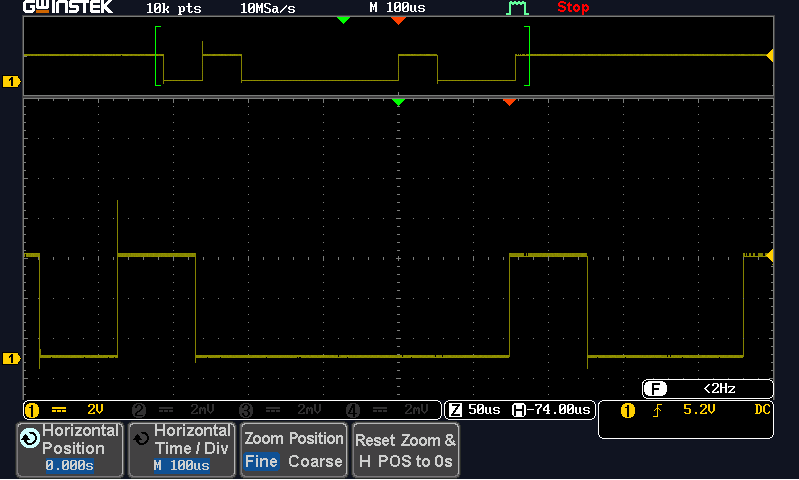 GWINSTEK 10k pts 10MSa/s M 100us Stop
1
1
F <2Hz
1 2V 2 2mV 3 2mV 4 2mV Z 50us H -74.00us 1 5.2V DC
Horizontal Position 0.000s
Horizontal Time / Div M 100us
Zoom Position Fine Coarse
Reset Zoom & H POS to 0s